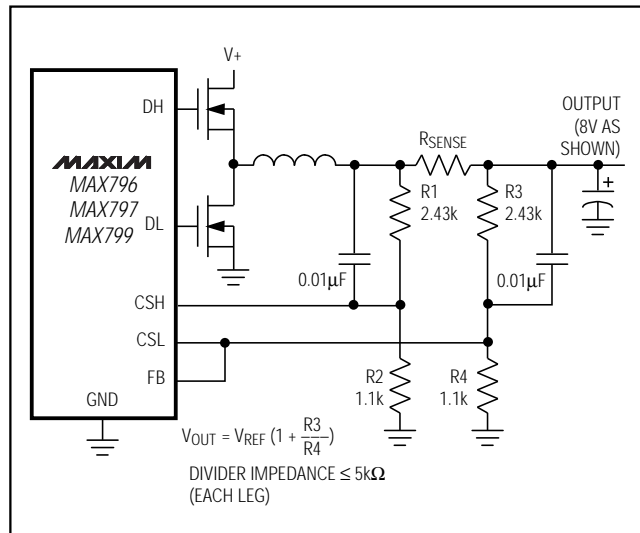 V+
DH
OUTPUT
(8V AS
SHOWN)
RSENSE
+
MAXIM
MAX796
MAX797
MAX799
R1
2.43k
R3
2.43k
DL
0.01μF
0.01μF
CSH
CSL
FB
R2
1.1k
R4
1.1k
GND
VOUT = VREF (1 + R3/R4)
DIVIDER IMPEDANCE ≤ 5kΩ
(EACH LEG)